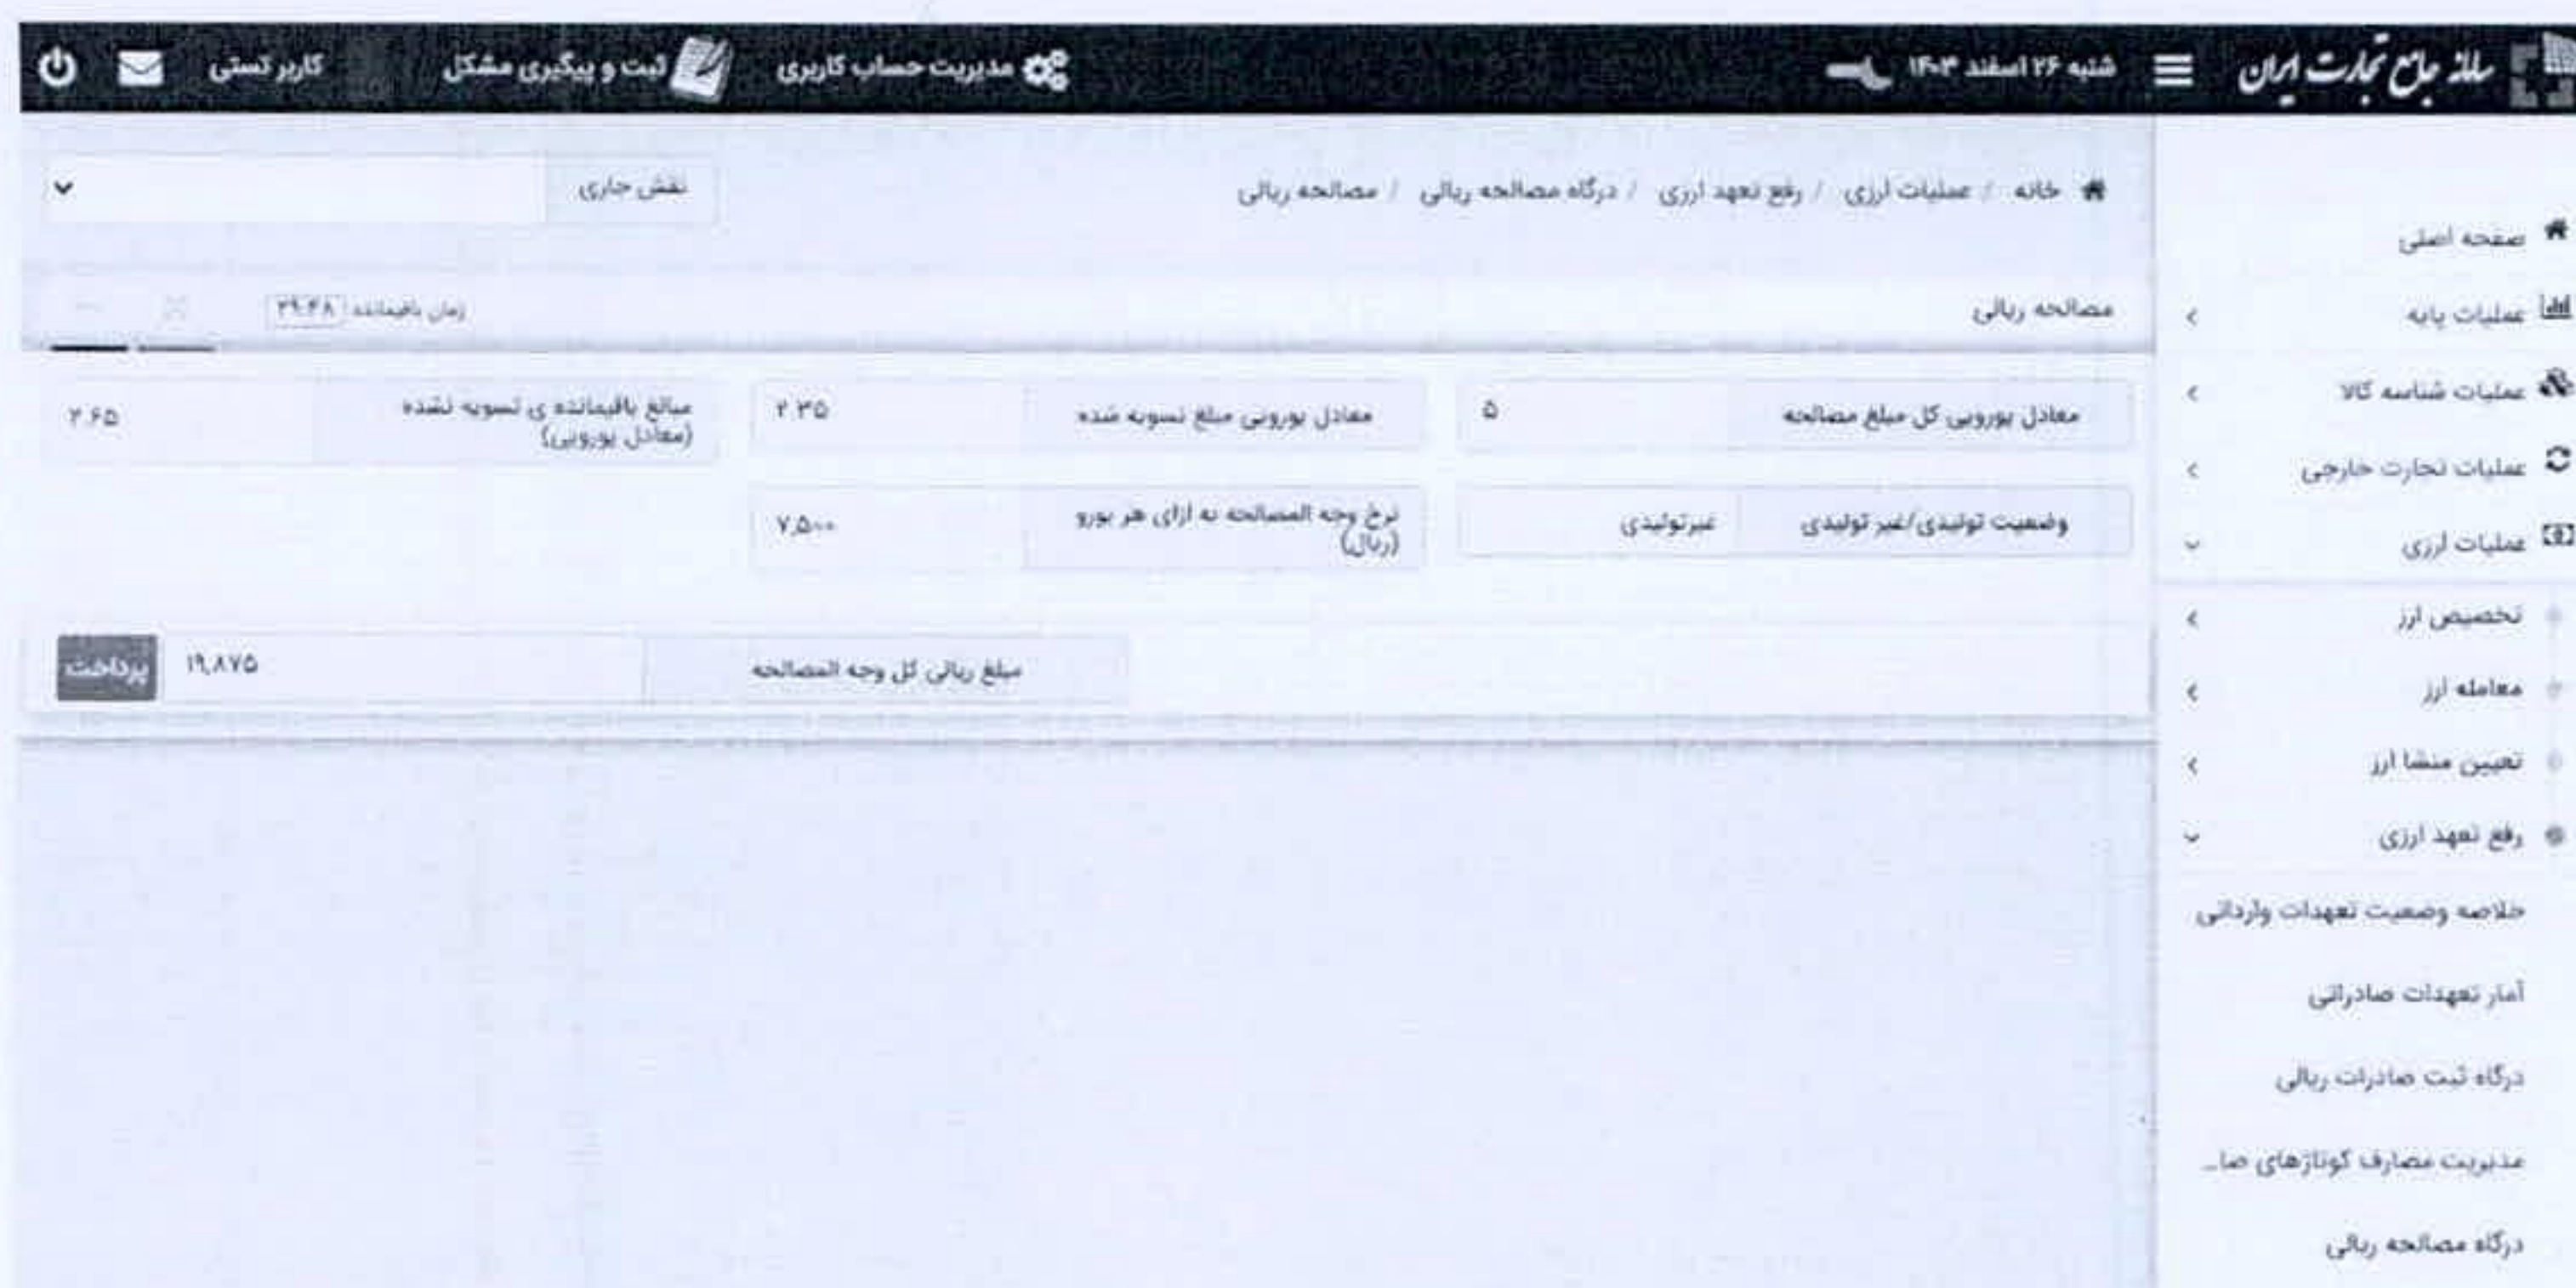 سامانه جامع تجارت ایران
شنبه ۲۶ اسفند ۱۴۰۳
مدیریت حساب کاربری
ثبت و پیگیری مشکل
کاربر تستی
خانه / عملیات ارزی / رفع تعهد ارزی / درگاه مصالحه ریالی / مصالحه ریالی
نقش جاری
مصالحه ریالی
زمان باقیمانده: ۲۹:۴۸
معادل یورویی کل مبلغ مصالحه ۵
معادل یورویی مبلغ تسویه شده ۲.۳۵
مبالغ باقیمانده ی تسویه نشده
(معادل یورویی) ۲.۶۵
وضعیت تولیدی/غیر تولیدی غیرتولیدی
نرخ وجه المصالحه به ازای هر یورو
(ریال) ۷,۵۰۰
مبلغ ریالی کل وجه المصالحه ۱۹,۸۷۵
پرداخت
صفحه اصلی
عملیات پایه
عملیات شناسه کالا
عملیات تجارت خارجی
عملیات ارزی
تخصیص ارز
معامله ارز
تعیین منشا ارز
رفع تعهد ارزی
خلاصه وضعیت تعهدات وارداتی
آمار تعهدات صادراتی
درگاه ثبت صادرات ریالی
مدیریت مصارف کوتاژهای صا...
درگاه مصالحه ریالی